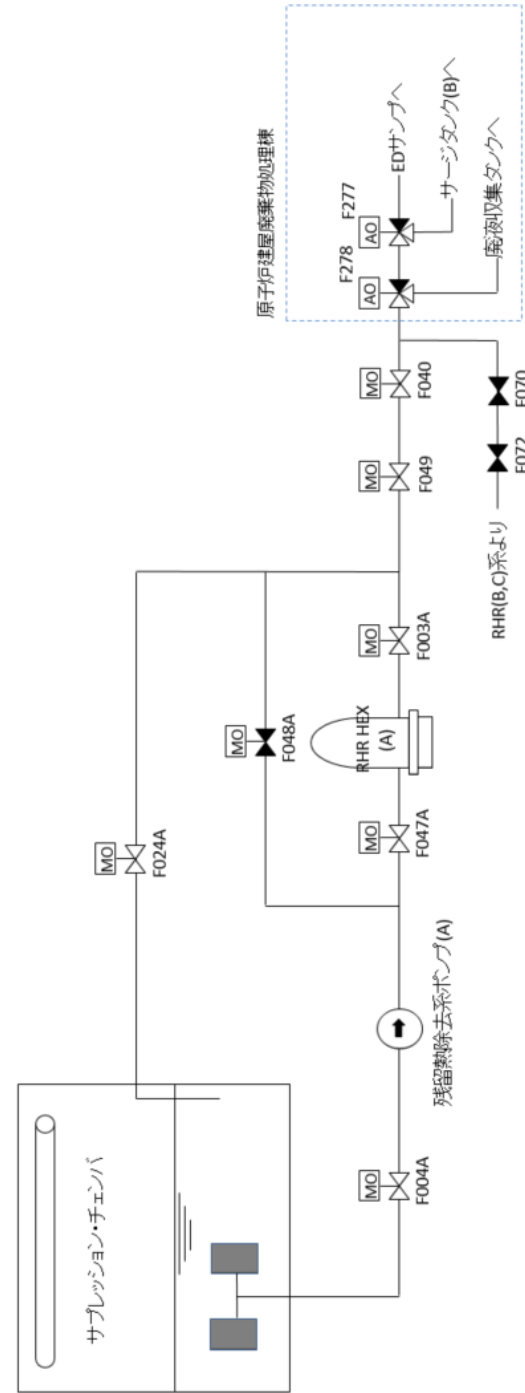 サプレッション・チェンバ
MO
F004A
残留熱除去系ポンプ(A)
MO
F024A
MO
F047A
MO
F048A
RHR HEX
(A)
MO
F003A
MO
F049
MO
F040
RHR(B,C)系より
F072
F070
原子炉建屋廃棄物処理棟
AO
F278
AO
F277
EDサンプへ
サージタンク(B)へ
廃液収集タンクへ